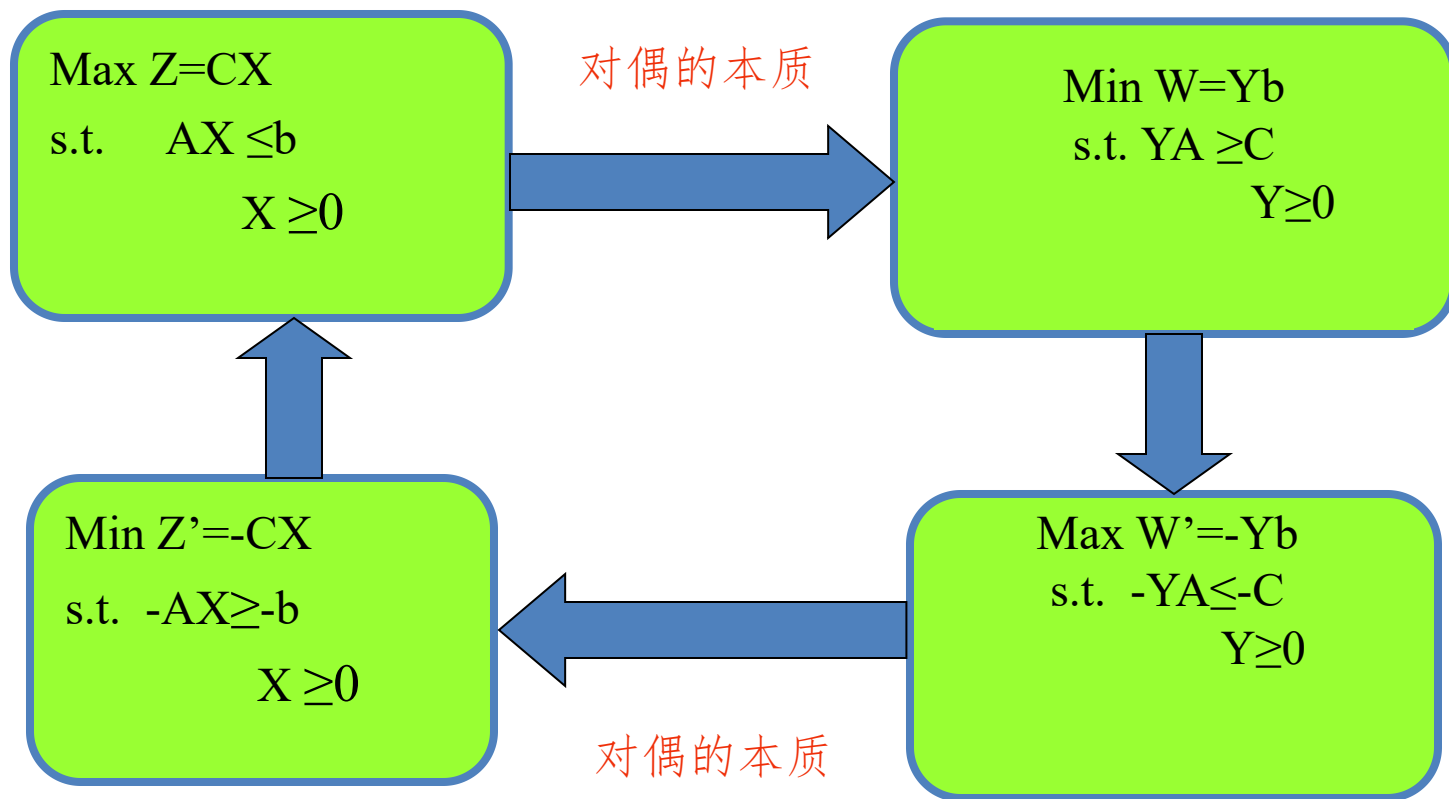 Max Z=CX
s.t. AX ≤b
X ≥0
对偶的本质
Min W=Yb
s.t. YA ≥C
Y≥0
Min Z’=-CX
s.t. -AX≥-b
X ≥0
对偶的本质
Max W’=-Yb
s.t. -YA≤-C
Y≥0